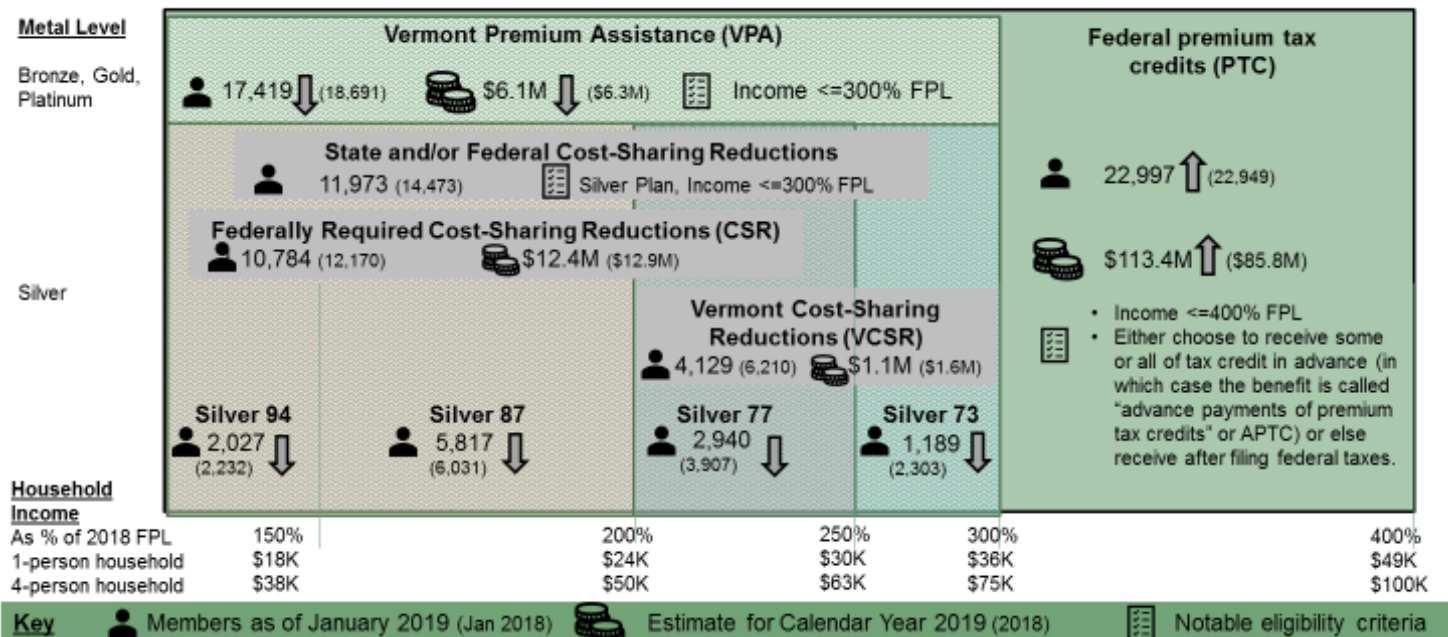 Metal Level
Bronze, Gold,
Platinum
Vermont Premium Assistance (VPA)
17,419 (18,691) $6.1M ($6.3M) Income <=300% FPL
State and/or Federal Cost-Sharing Reductions
11,973 (14,473) Silver Plan, Income <=300% FPL
Federally Required Cost-Sharing Reductions (CSR)
10,784 (12,170) $12.4M ($12.9M)
Silver
Vermont Cost-Sharing
Reductions (VCSR)
4,129 (6,210) $1.1M ($1.6M)
Silver 94
2,027
(2,232)
Silver 87
5,817
(6,031)
Silver 77
2,940
(3,907)
Silver 73
1,189
(2,303)
Federal premium tax
credits (PTC)
22,997 (22,949)
$113.4M ($85.8M)
• Income <=400% FPL
• Either choose to receive some
or all of tax credit in advance (in
which case the benefit is called
“advance payments of premium
tax credits” or APTC) or else
receive after filing federal taxes.
Household
Income
As % of 2018 FPL 150% 200% 250% 300% 400%
1-person household $18K $24K $30K $36K $49K
4-person household $38K $50K $63K $75K $100K
Key Members as of January 2019 (Jan 2018) Estimate for Calendar Year 2019 (2018) Notable eligibility criteria